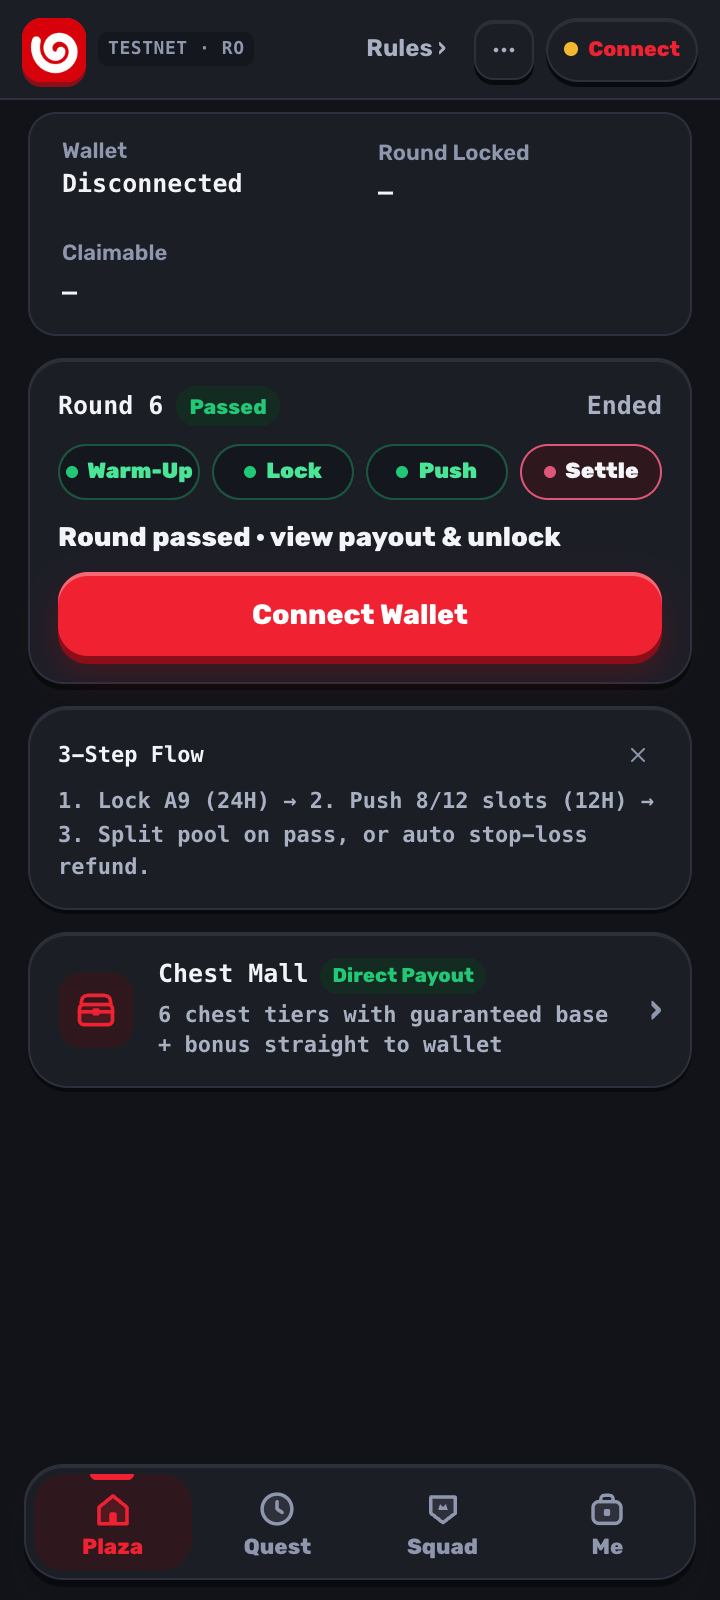 TESTNET · RO
Rules ›
Connect
Wallet
Disconnected
Round Locked
—
Claimable
—
Round 6 Passed
Ended
Warm-Up
Lock
Push
Settle
Round passed • view payout & unlock
Connect Wallet
3-Step Flow
1. Lock A9 (24H) → 2. Push 8/12 slots (12H) →
3. Split pool on pass, or auto stop-loss
refund.
Chest Mall Direct Payout
6 chest tiers with guaranteed base
+ bonus straight to wallet
Plaza
Quest
Squad
Me